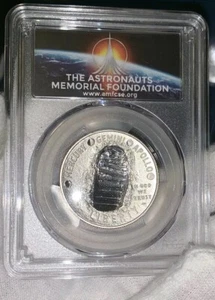 THE ASTRONAUTS
MEMORIAL FOUNDATION
www.amfcse.org
MERCURY GEMINI APOLLO
LIBERTY